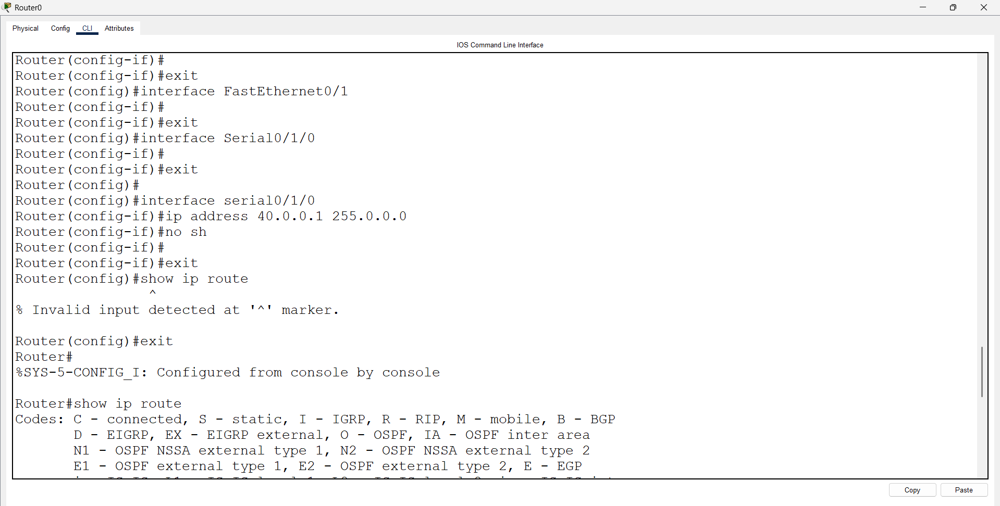 Router0
Physical Config CLI Attributes
IOS Command Line Interface
Router(config-if)#
Router(config-if)#exit
Router(config)#interface FastEthernet0/1
Router(config-if)#
Router(config-if)#exit
Router(config)#interface Serial0/1/0
Router(config-if)#
Router(config-if)#exit
Router(config)#
Router(config)#interface serial0/1/0
Router(config-if)#ip address 40.0.0.1 255.0.0.0
Router(config-if)#no sh
Router(config-if)#
Router(config-if)#exit
Router(config)#show ip route
^
% Invalid input detected at '^' marker.
Router(config)#exit
Router#
%SYS-5-CONFIG_I: Configured from console by console
Router#show ip route
Codes: C - connected, S - static, I - IGRP, R - RIP, M - mobile, B - BGP
D - EIGRP, EX - EIGRP external, O - OSPF, IA - OSPF inter area
N1 - OSPF NSSA external type 1, N2 - OSPF NSSA external type 2
E1 - OSPF external type 1, E2 - OSPF external type 2, E - EGP
Copy Paste